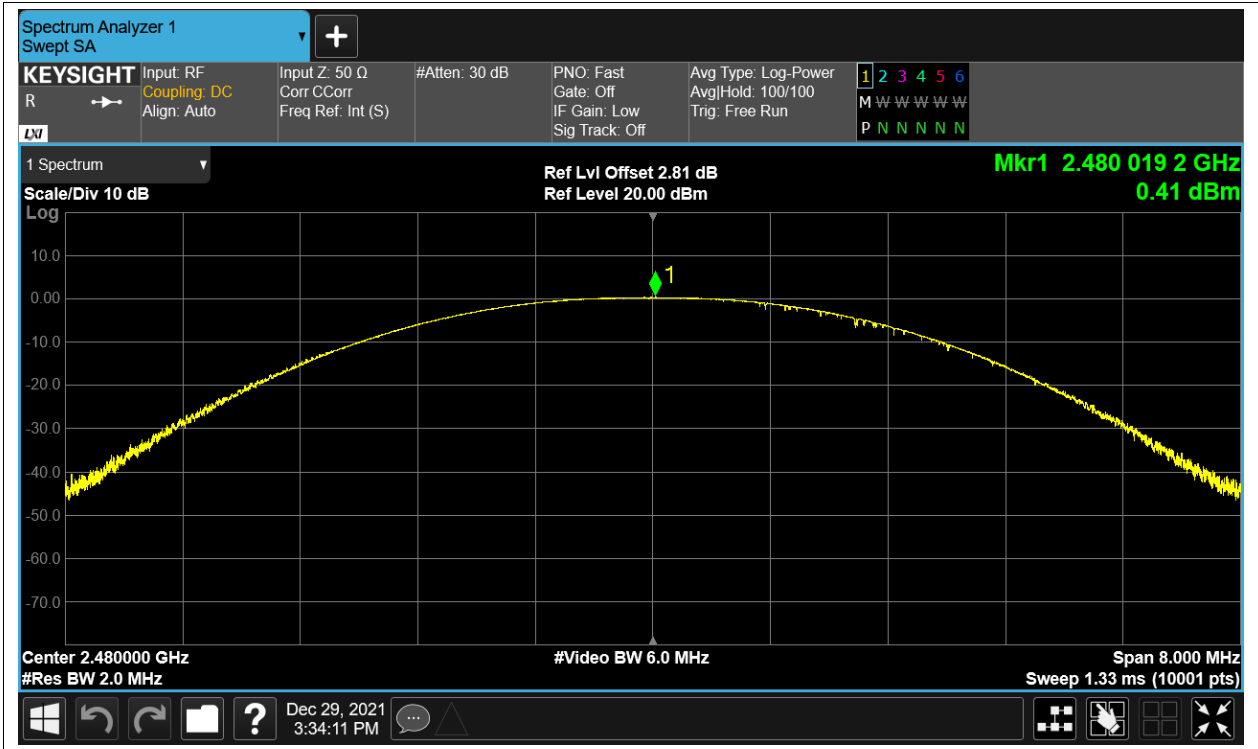 Spectrum Analyzer 1
Swept SA
KEYSIGHT
R
LXI
Input: RF
Coupling: DC
Align: Auto
Input Z: 50 Ω
Corr CCorr
Freq Ref: Int (S)
#Atten: 30 dB
PNO: Fast
Gate: Off
IF Gain: Low
Sig Track: Off
Avg Type: Log-Power
Avg|Hold: 100/100
Trig: Free Run
1 2 3 4 5 6
M W W W W W
P N N N N N
1 Spectrum
Scale/Div 10 dB
Log
Ref Lvl Offset 2.81 dB
Ref Level 20.00 dBm
Mkr1 2.480 019 2 GHz
0.41 dBm
1
10.0
0.00
-10.0
-20.0
-30.0
-40.0
-50.0
-60.0
-70.0
Center 2.480000 GHz
#Video BW 6.0 MHz
Span 8.000 MHz
#Res BW 2.0 MHz
Sweep 1.33 ms (10001 pts)
?
Dec 29, 2021
3:34:11 PM